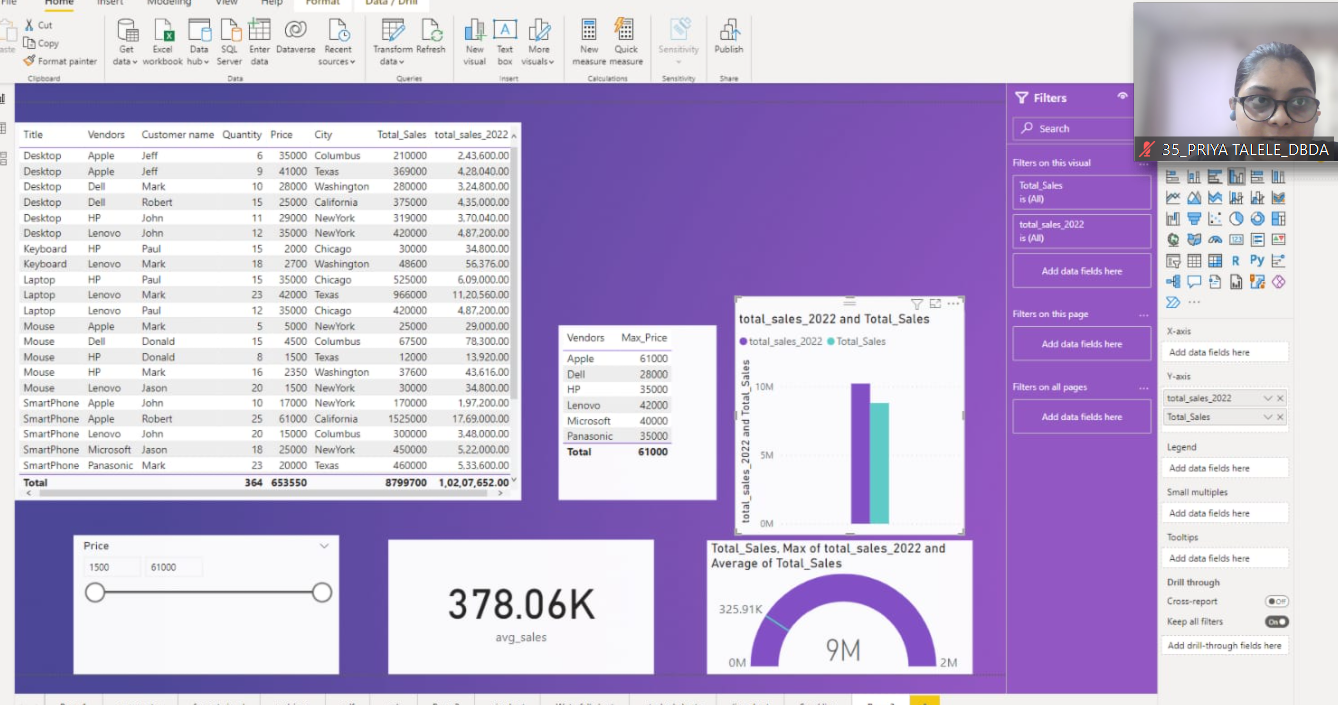 File Home Insert Modeling View Help Format Data / Drill
Cut
Copy
Format painter
Get data
Excel workbook
Data hub
SQL Server
Enter data
Dataverse
Recent sources
Transform data
Refresh
New visual
Text box
More visuals
New measure
Quick measure
Sensitivity
Publish
Clipboard Data Queries Insert Calculations Sensitivity Share
35_PRIYA TALELE_DBDA
Title Vendors Customer name Quantity Price City Total_Sales total_sales_2022
Desktop Apple Jeff 6 35000 Columbus 210000 2,43,600.00
Desktop Apple Jeff 9 41000 Texas 369000 4,28,040.00
Desktop Dell Mark 10 28000 Washington 280000 3,24,800.00
Desktop Dell Robert 15 25000 California 375000 4,35,000.00
Desktop HP John 11 29000 NewYork 319000 3,70,040.00
Desktop Lenovo John 12 35000 NewYork 420000 4,87,200.00
Keyboard HP Paul 15 2000 Chicago 30000 34,800.00
Keyboard Lenovo Mark 18 2700 Washington 48600 56,376.00
Laptop HP Paul 15 35000 Chicago 525000 6,09,000.00
Laptop Lenovo Mark 23 42000 Texas 966000 11,20,560.00
Laptop Lenovo Paul 12 35000 Chicago 420000 4,87,200.00
Mouse Apple Mark 5 5000 NewYork 25000 29,000.00
Mouse Dell Donald 15 4500 Columbus 67500 78,300.00
Mouse HP Donald 8 1500 Texas 12000 13,920.00
Mouse HP Mark 16 2350 Washington 37600 43,616.00
Mouse Lenovo Jason 20 1500 NewYork 30000 34,800.00
SmartPhone Apple John 10 17000 NewYork 170000 1,97,200.00
SmartPhone Apple Robert 25 61000 California 1525000 17,69,000.00
SmartPhone Lenovo John 20 15000 Columbus 300000 3,48,000.00
SmartPhone Microsoft Jason 18 25000 NewYork 450000 5,22,000.00
SmartPhone Panasonic Mark 23 20000 Texas 460000 5,33,600.00
Total 364 653550 8799700 1,02,07,652.00
Vendors Max_Price
Apple 61000
Dell 28000
HP 35000
Lenovo 42000
Microsoft 40000
Panasonic 35000
Total 61000
total_sales_2022 and Total_Sales
total_sales_2022 Total_Sales
total_sales_2022 and Total_Sales
10M
5M
0M
Price
1500 61000
378.06K
avg_sales
Total_Sales, Max of total_sales_2022 and
Average of Total_Sales
325.91K
9M
0M 2M
Filters
Search
Filters on this visual
Total_Sales
is (All)
total_sales_2022
is (All)
Add data fields here
Filters on this page
Add data fields here
Filters on all pages
Add data fields here
123
R Py
X-axis
Add data fields here
Y-axis
total_sales_2022
Total_Sales
Legend
Add data fields here
Small multiples
Add data fields here
Tooltips
Add data fields here
Drill through
Cross-report Off
Keep all filters On
Add drill-through fields here